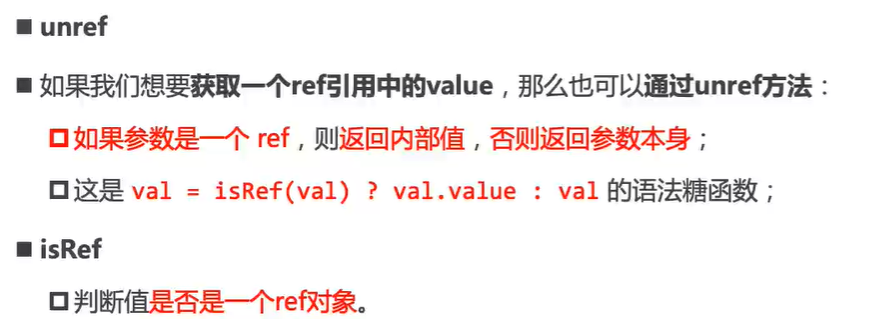 unref
如果我们想要获取一个ref引用中的value，那么也可以通过unref方法：
如果参数是一个 ref，则返回内部值，否则返回参数本身；
这是 val = isRef(val) ? val.value : val 的语法糖函数；
isRef
判断值是否是一个ref对象。